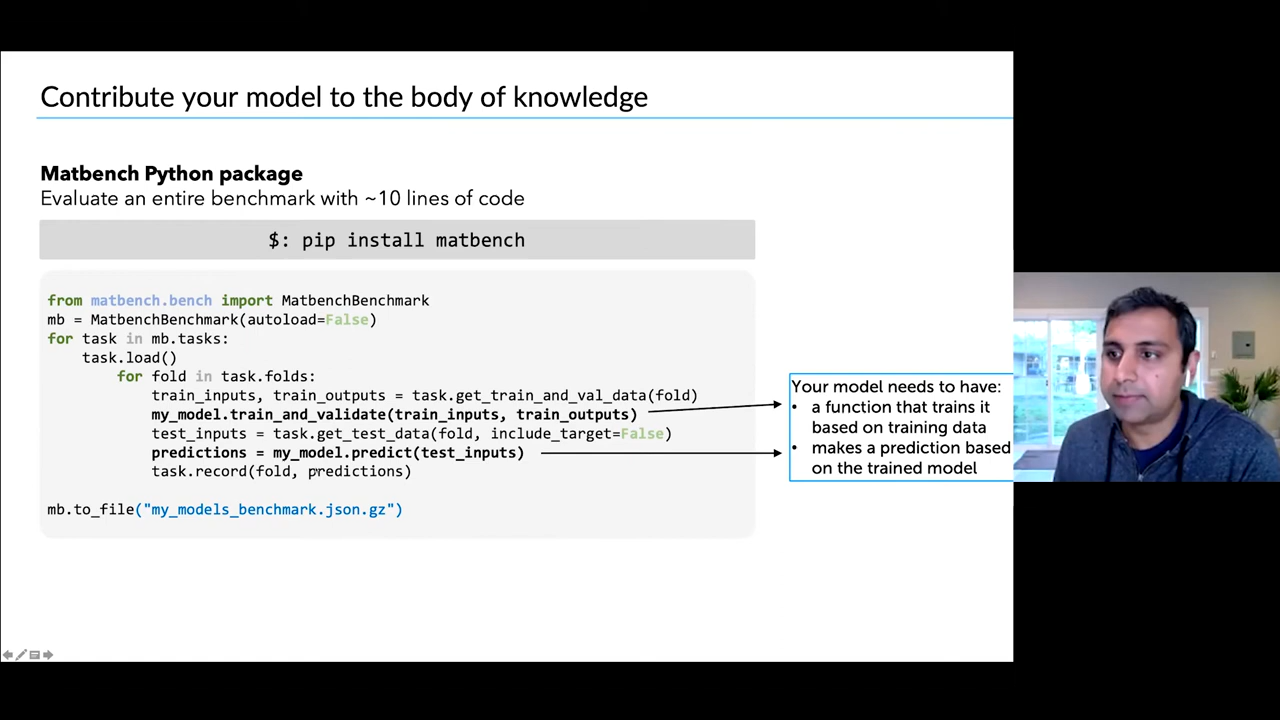 Contribute your model to the body of knowledge
Matbench Python package
Evaluate an entire benchmark with ~10 lines of code
$: pip install matbench
from matbench.bench import MatbenchBenchmark
mb = MatbenchBenchmark(autoload=False)
for task in mb.tasks:
    task.load()
        for fold in task.folds:
            train_inputs, train_outputs = task.get_train_and_val_data(fold)
            my_model.train_and_validate(train_inputs, train_outputs)
            test_inputs = task.get_test_data(fold, include_target=False)
            predictions = my_model.predict(test_inputs)
            task.record(fold, predictions)
mb.to_file("my_models_benchmark.json.gz")
Your model needs to have:
• a function that trains it
based on training data
• makes a prediction based
on the trained model